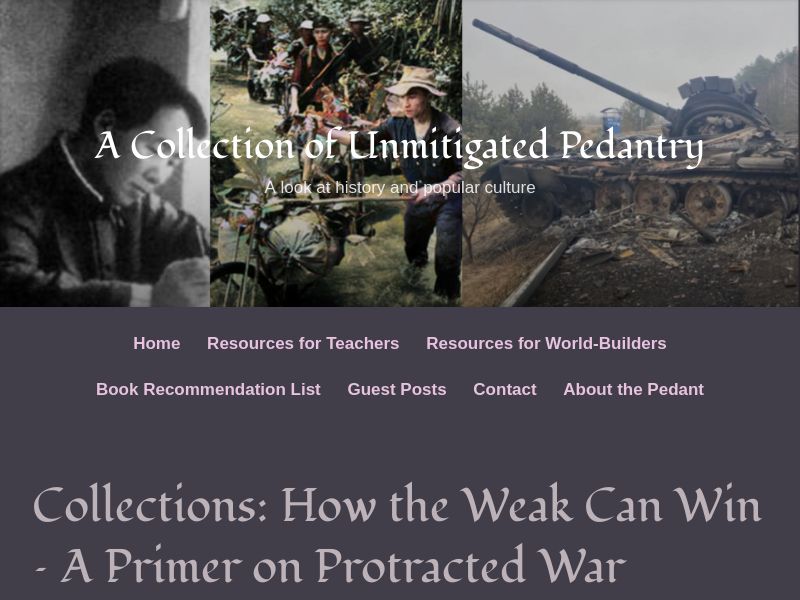 A Collection of Unmitigated Pedantry
A look at history and popular culture
Home Resources for Teachers Resources for World-Builders
Book Recommendation List Guest Posts Contact About the Pedant
Collections: How the Weak Can Win
- A Primer on Protracted War